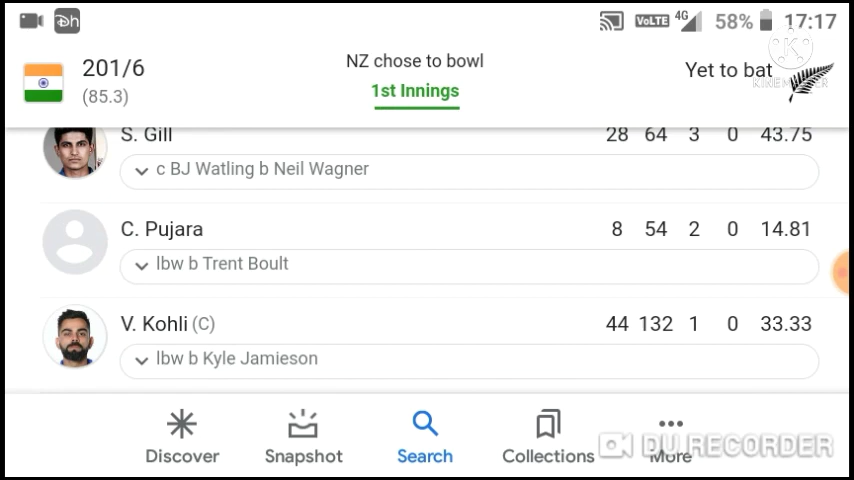 Dh VoLTE 4G 58% 17:17
201/6 NZ chose to bowl Yet to bat
(85.3) 1st Innings KINEMASTER
S. Gill 28 64 3 0 43.75
c BJ Watling b Neil Wagner
C. Pujara 8 54 2 0 14.81
lbw b Trent Boult
V. Kohli (C) 44 132 1 0 33.33
lbw b Kyle Jamieson
Discover Snapshot Search Collections More
DU RECORDER